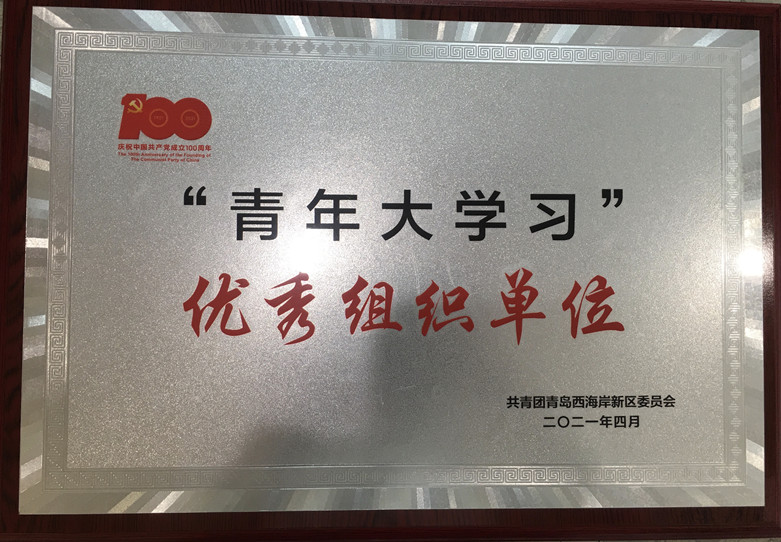 100
庆祝中国共产党成立100周年
The 100th Anniversary of the Founding of
The Communist Party of China
“青年大学习”
优秀组织单位
共青团青岛西海岸新区委员会
二〇二一年四月